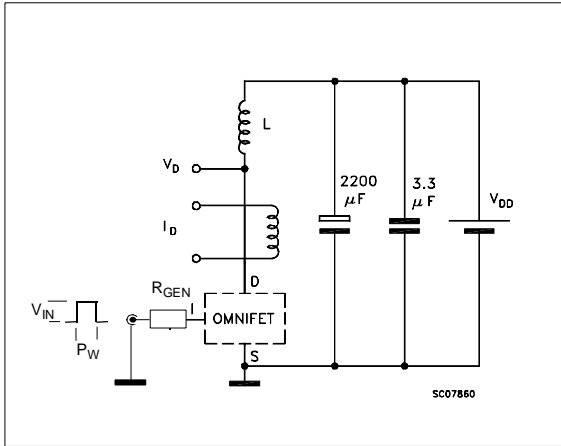 L
V_D
2200
μF
3.3
μF
V_DD
I_D
D
R_GEN
I
V_IN
OMNIFET
P_W
S
SC07860